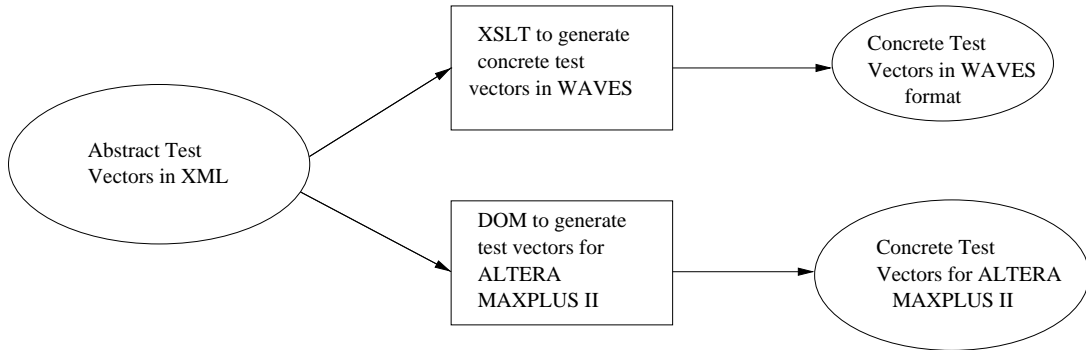 Abstract Test
Vectors in XML
XSLT to generate
concrete test
vectors in WAVES
Concrete Test
Vectors in WAVES
format
DOM to generate
test vectors for
ALTERA
MAXPLUS II
Concrete Test
Vectors for ALTERA
MAXPLUS II